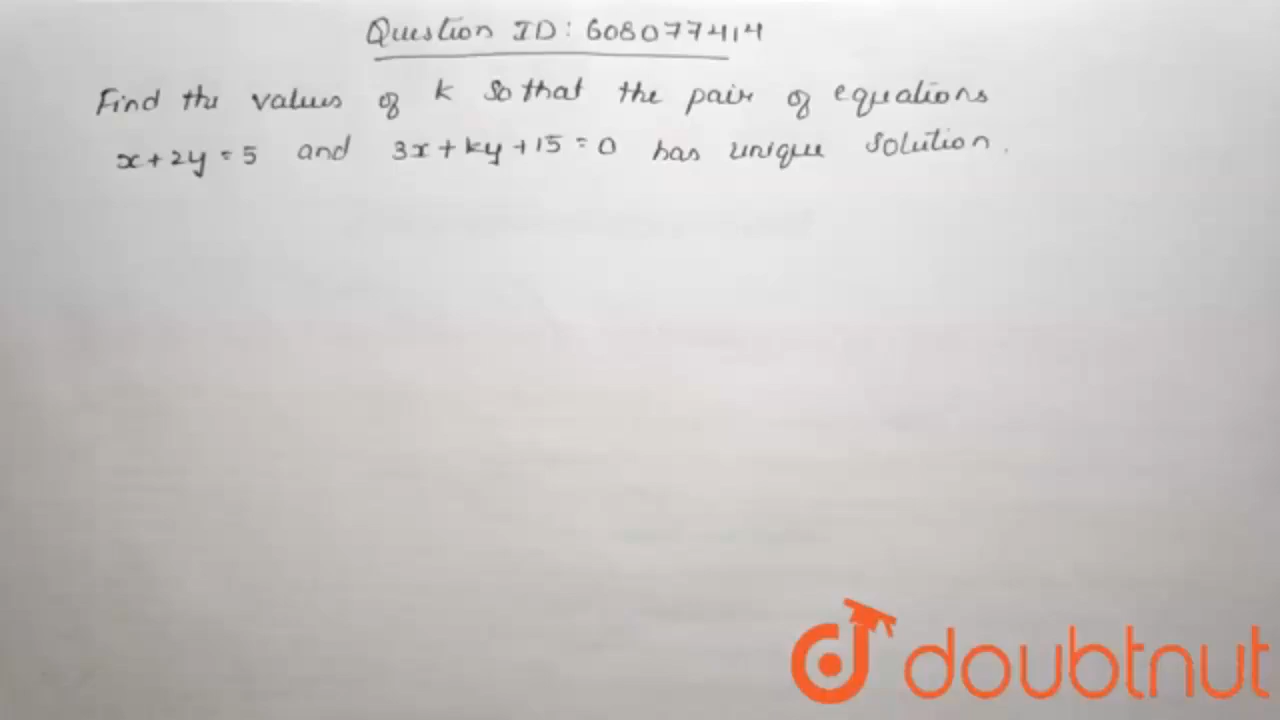 Question ID: 608077414
Find the values of k so that the pair of equations
x + 2y = 5 and 3x + ky + 15 = 0 has unique solution.
doubtnut